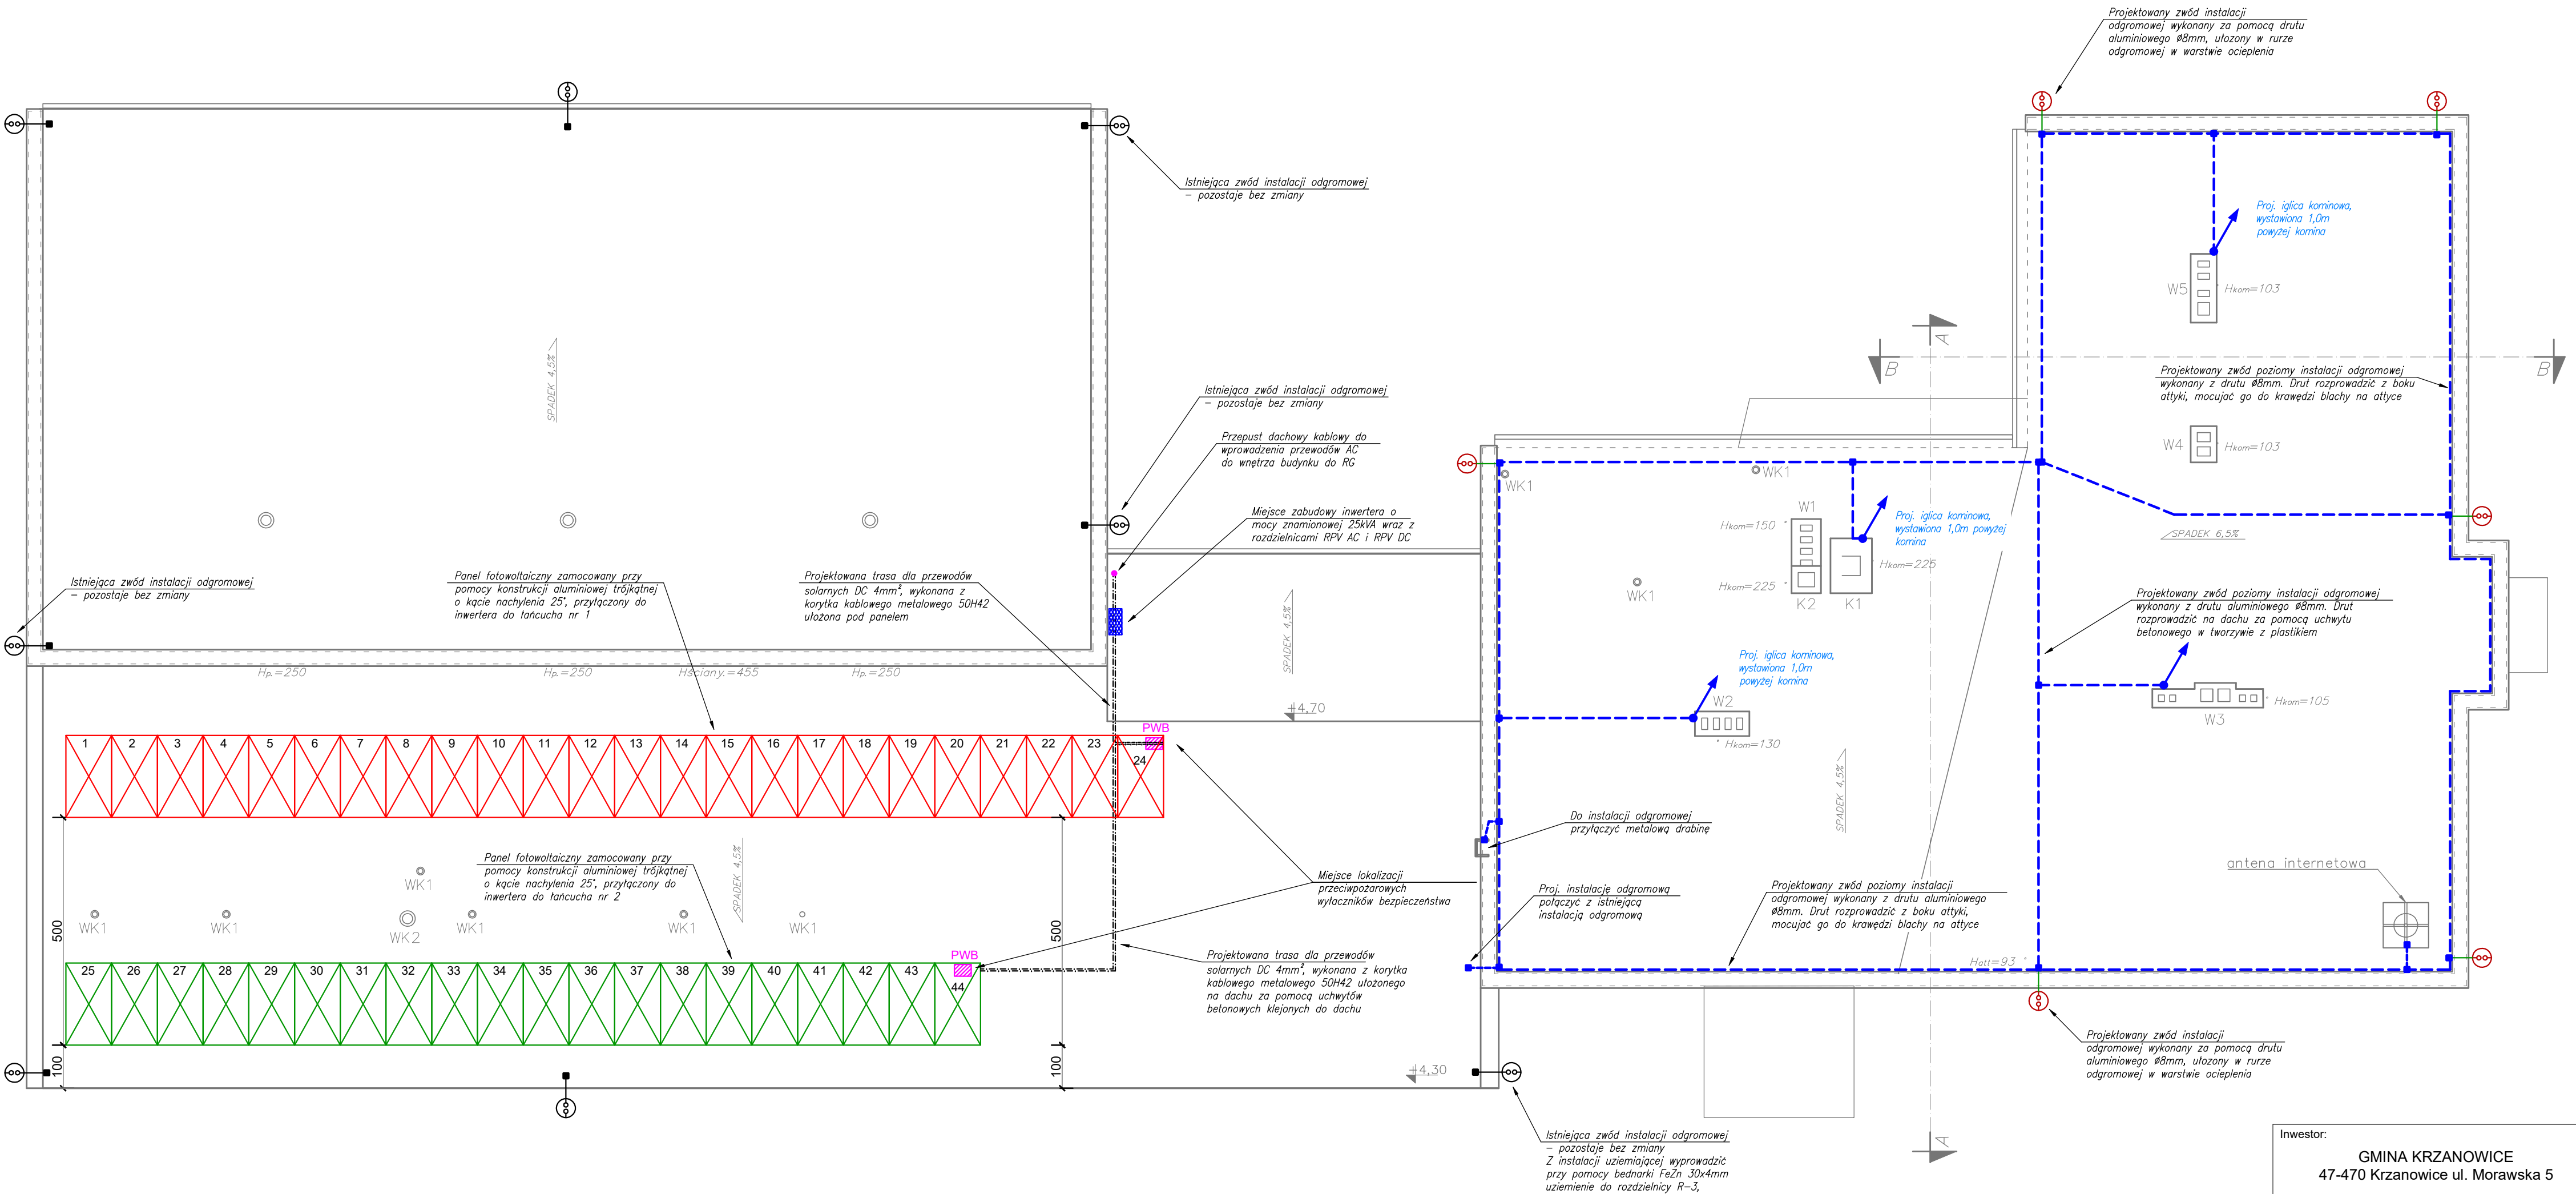 Projektowany zwód instalacji
odgromowej wykonany za pomocą drutu
aluminiowego Ø8mm, ułozony w rurze
odgromowej w warstwie ocieplenia
Istniejąca zwód instalacji odgromowej
– pozostaje bez zmiany
Proj. iglica kominowa,
wystawiona 1,0m
powyżej komina
W5
Hkom=103
A
B
B
SPADEK 4,5%
Projektowany zwód poziomy instalacji odgromowej
wykonany z drutu Ø8mm. Drut rozprowadzić z boku
attyki, mocująć go do krawędzi blachy na attyce
Istniejąca zwód instalacji odgromowej
– pozostaje bez zmiany
Przepust dachowy kablowy do
wprowadzenia przewodów AC
do wnętrza budynku do RG
W4
Hkom=103
WK1
WK1
Miejsce zabudowy inwertera o
mocy znamionowej 25kVA wraz z
rozdzielnicami RPV AC i RPV DC
W1
Hkom=150
Proj. iglica kominowa,
wystawiona 1,0m powyżej
komina
SPADEK 6,5%
Hkom=225
Hkom=225
K2
K1
WK1
Istniejąca zwód instalacji odgromowej
– pozostaje bez zmiany
Panel fotowoltaiczny zamocowany przy
pomocy konstrukcji aluminiowej trójkątnej
o kącie nachylenia 25°, przyłączony do
inwertera do łańcucha nr 1
Projektowana trasa dla przewodów
solarnych DC 4mm², wykonana z
korytka kablowego metalowego 50H42
ułożona pod panelem
SPADEK 4,5%
Projektowany zwód poziomy instalacji odgromowej
wykonany z drutu aluminiowego Ø8mm. Drut
rozprowadzić na dachu za pomocą uchwytu
betonowego w tworzywie z plastikiem
Hp.=250
Hp.=250
Hściany.=455
Hp.=250
Proj. iglica kominowa,
wystawiona 1,0m
powyżej komina
W2
Hkom=130
W3
Hkom=105
+4,70
PWB
1 2 3 4 5 6 7 8 9 10 11 12 13 14 15 16 17 18 19 20 21 22 23 24
SPADEK 4,5%
Do instalacji odgromowej
przyłączyć metalową drabinę
Panel fotowoltaiczny zamocowany przy
pomocy konstrukcji aluminiowej trójkątnej
o kącie nachylenia 25°, przyłączony do
inwertera do łańcucha nr 2
SPADEK 4,5%
antena internetowa
Miejsce lokalizacji
przeciwpożarowych
wyłaczników bezpieczeństwa
Proj. instalację odgromową
połączyć z istniejącą
instalacją odgromową
Projektowany zwód poziomy instalacji
odgromowej wykonany z drutu aluminiowego
Ø8mm. Drut rozprowadzić z boku attyki,
mocująć go do krawędzi blachy na attyce
WK1
WK1
WK1
WK2
WK1
WK1
WK1
500
500
Hatt=93
PWB
Projektowana trasa dla przewodów
solarnych DC 4mm², wykonana z korytka
kablowego metalowego 50H42 ułożonego
na dachu za pomocą uchwytów
betonowych klejonych do dachu
25 26 27 28 29 30 31 32 33 34 35 36 37 38 39 40 41 42 43 44
100
100
+4,30
Projektowany zwód instalacji
odgromowej wykonany za pomocą drutu
aluminiowego Ø8mm, ułozony w rurze
odgromowej w warstwie ocieplenia
A
Istniejąca zwód instalacji odgromowej
– pozostaje bez zmiany
Z instalacji uziemiającej wyprowadzić
przy pomocy bednarki FeZn 30x4mm
uziemienie do rozdzielnicy R–3,
Inwestor:
GMINA KRZANOWICE
47-470 Krzanowice ul. Morawska 5